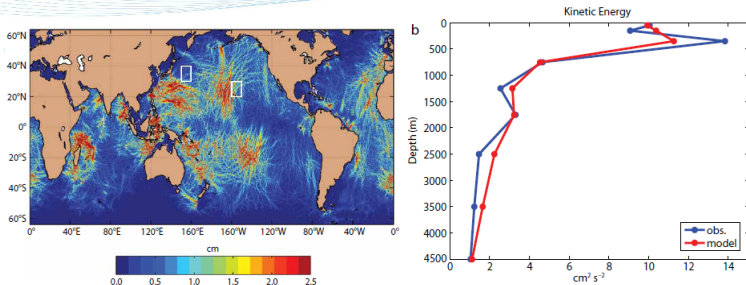 60°N
40°N
20°N
0°
20°S
40°S
60°S
0° 40°E 80°E 120°E 160°E 160°W 120°W 80°W 40°W 0°
cm
0.0 0.5 1.0 1.5 2.0 2.5
b
Kinetic Energy
Depth (m)
0
500
1000
1500
2000
2500
3000
3500
4000
4500
obs.
model
0 2 4 6 8 10 12 14
cm² s⁻²